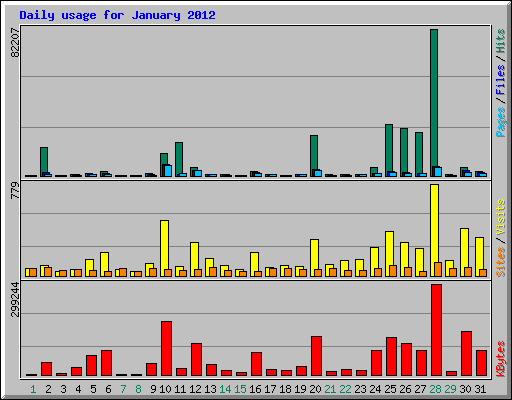 Daily usage for January 2012
82207
Pages / Files / Hits
779
Sites / Visits
299244
KBytes
1 2 3 4 5 6 7 8 9 10 11 12 13 14 15 16 17 18 19 20 21 22 23 24 25 26 27 28 29 30 31